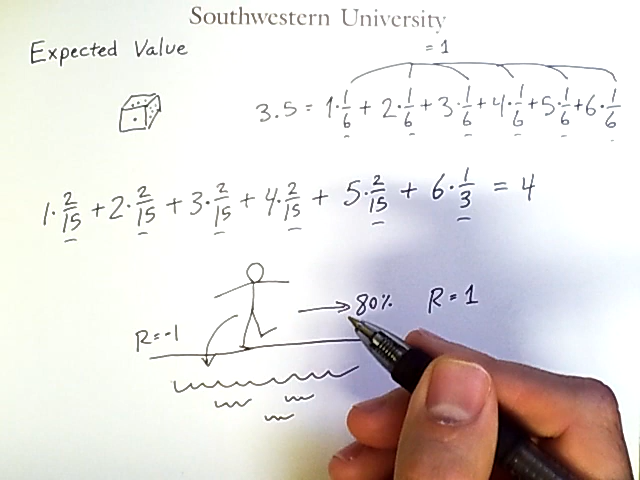 Southwestern University
Expected Value
= 1
3.5 = 1·1/6 + 2·1/6 + 3·1/6 + 4·1/6 + 5·1/6 + 6·1/6
1·2/15 + 2·2/15 + 3·2/15 + 4·2/15 + 5·2/15 + 6·1/3 = 4
R=-1
80%
R = 1